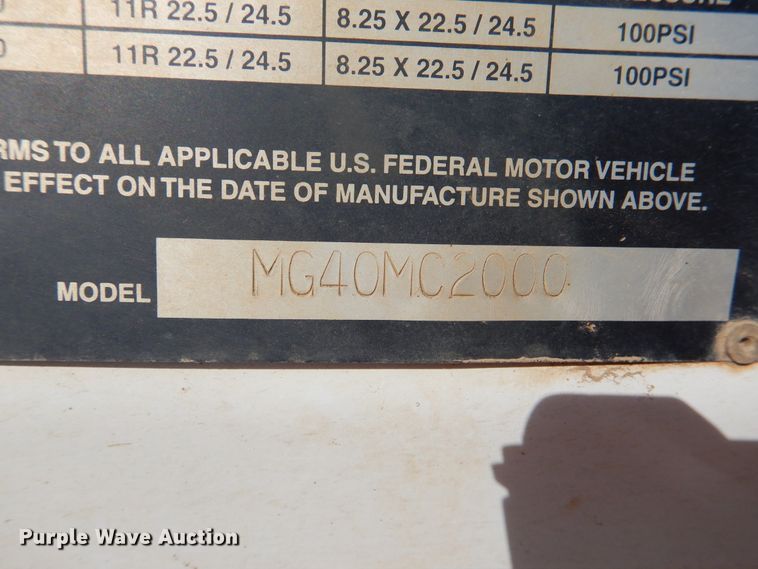 11R 22.5 / 24.5 8.25 X 22.5 / 24.5 100PSI
11R 22.5 / 24.5 8.25 X 22.5 / 24.5 100PSI
RMS TO ALL APPLICABLE U.S. FEDERAL MOTOR VEHICLE
EFFECT ON THE DATE OF MANUFACTURE SHOWN ABOVE.
MODEL MG40MC2000
Purple Wave Auction